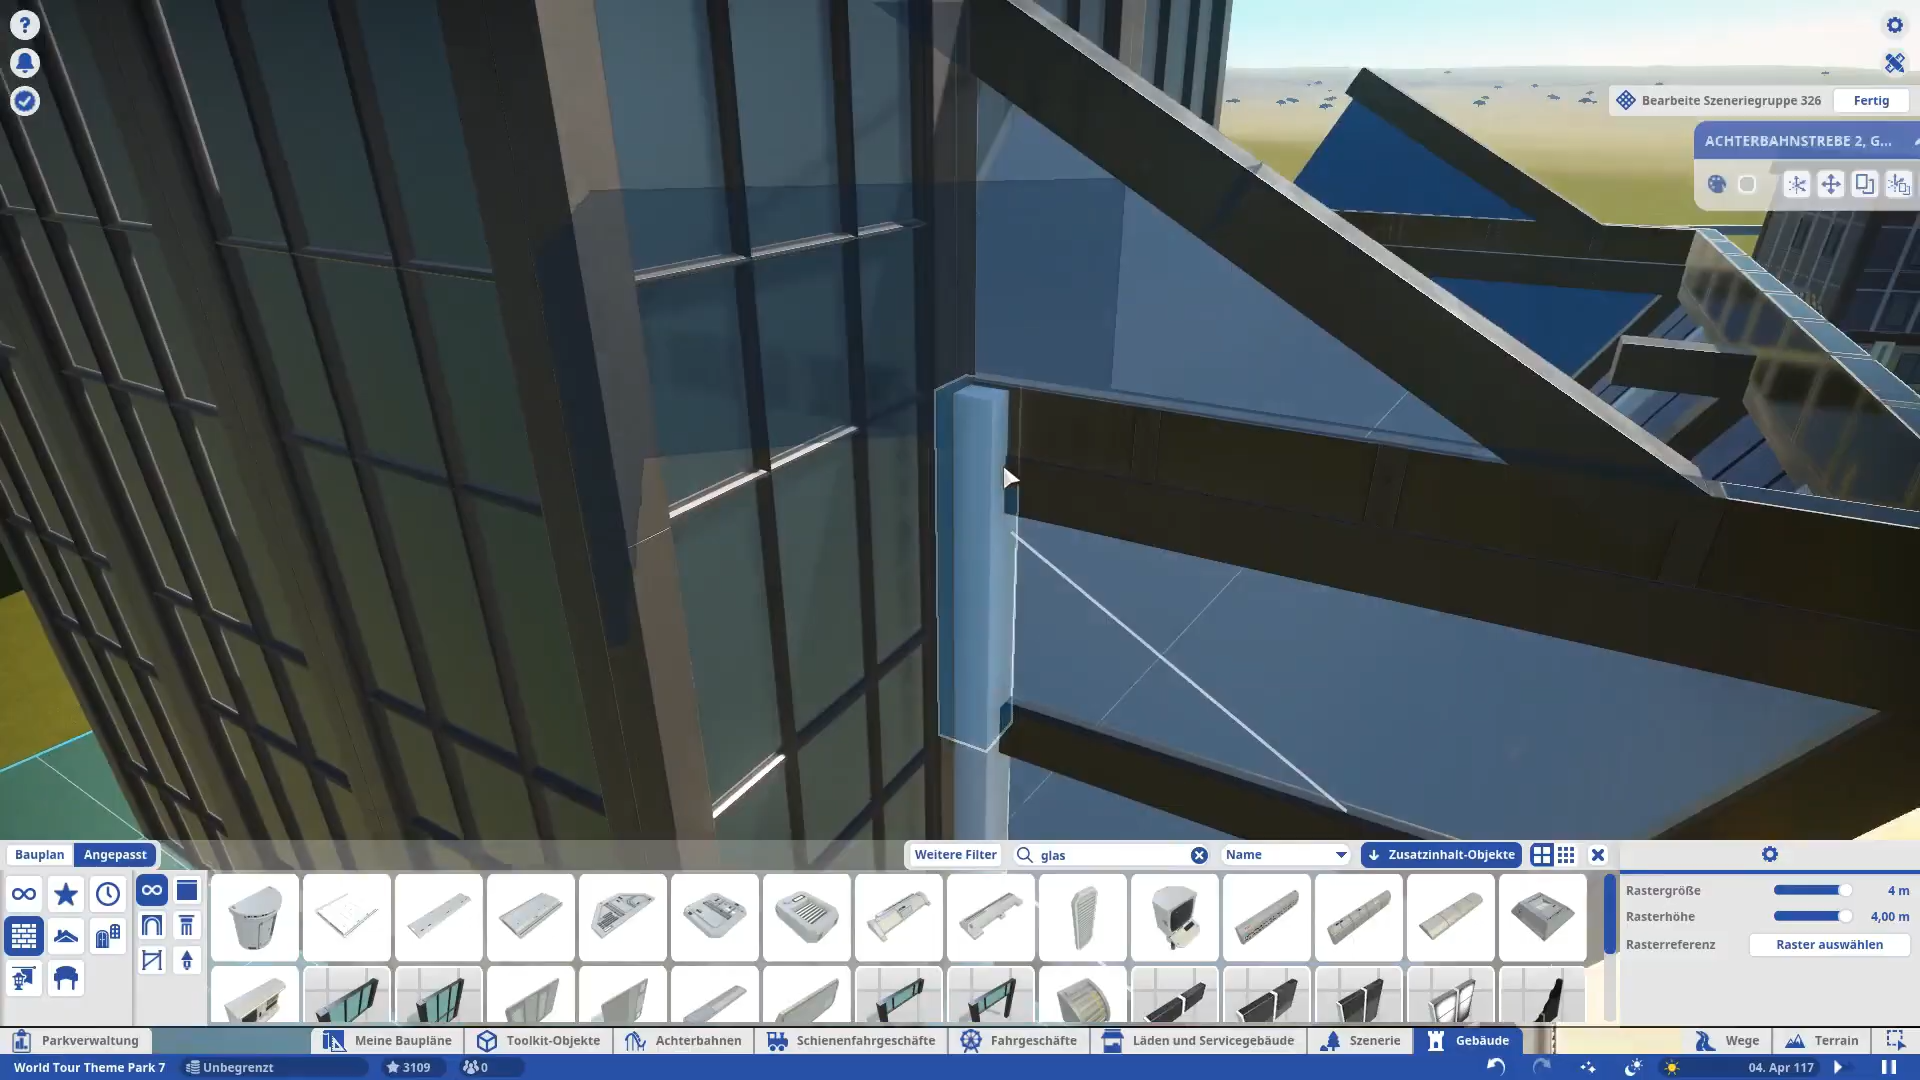 ?
Bearbeite Szeneriegruppe 326
Fertig
ACHTERBAHNSTREBE 2, G...
Bauplan
Angepasst
Weitere Filter
glas
Name
Zusatzinhalt-Objekte
Rastergröße
4 m
Rasterhöhe
4,00 m
Rasterreferenz
Raster auswählen
Parkverwaltung
Meine Baupläne
Toolkit-Objekte
Achterbahnen
Schienenfahrgeschäfte
Fahrgeschäfte
Läden und Servicegebäude
Szenerie
Gebäude
Wege
Terrain
World Tour Theme Park 7
Unbegrenzt
3109
0
04. Apr 117